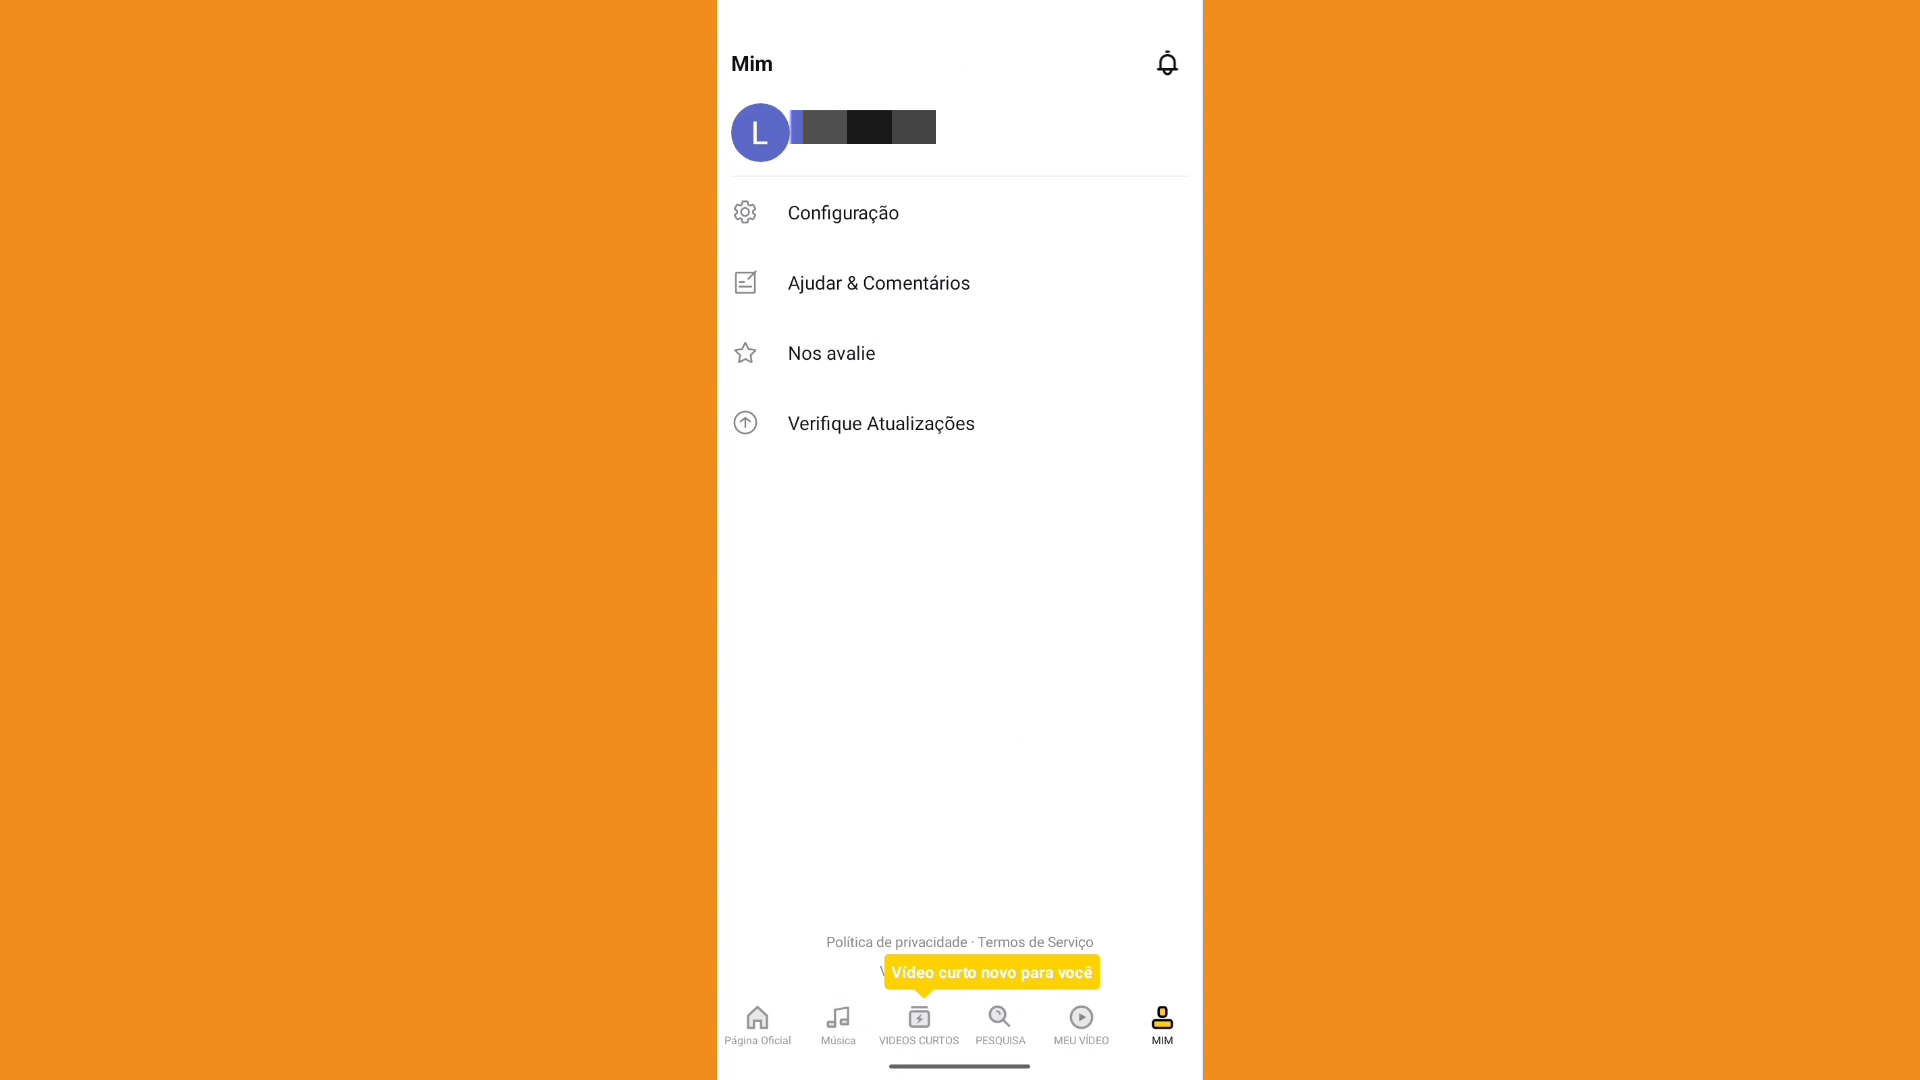 Mim
L
Configuração
Ajudar & Comentários
Nos avalie
Verifique Atualizações
Política de privacidade · Termos de Serviço
Vídeo curto novo para você
Página Oficial
Música
VIDEOS CURTOS
PESQUISA
MEU VÍDEO
MIM